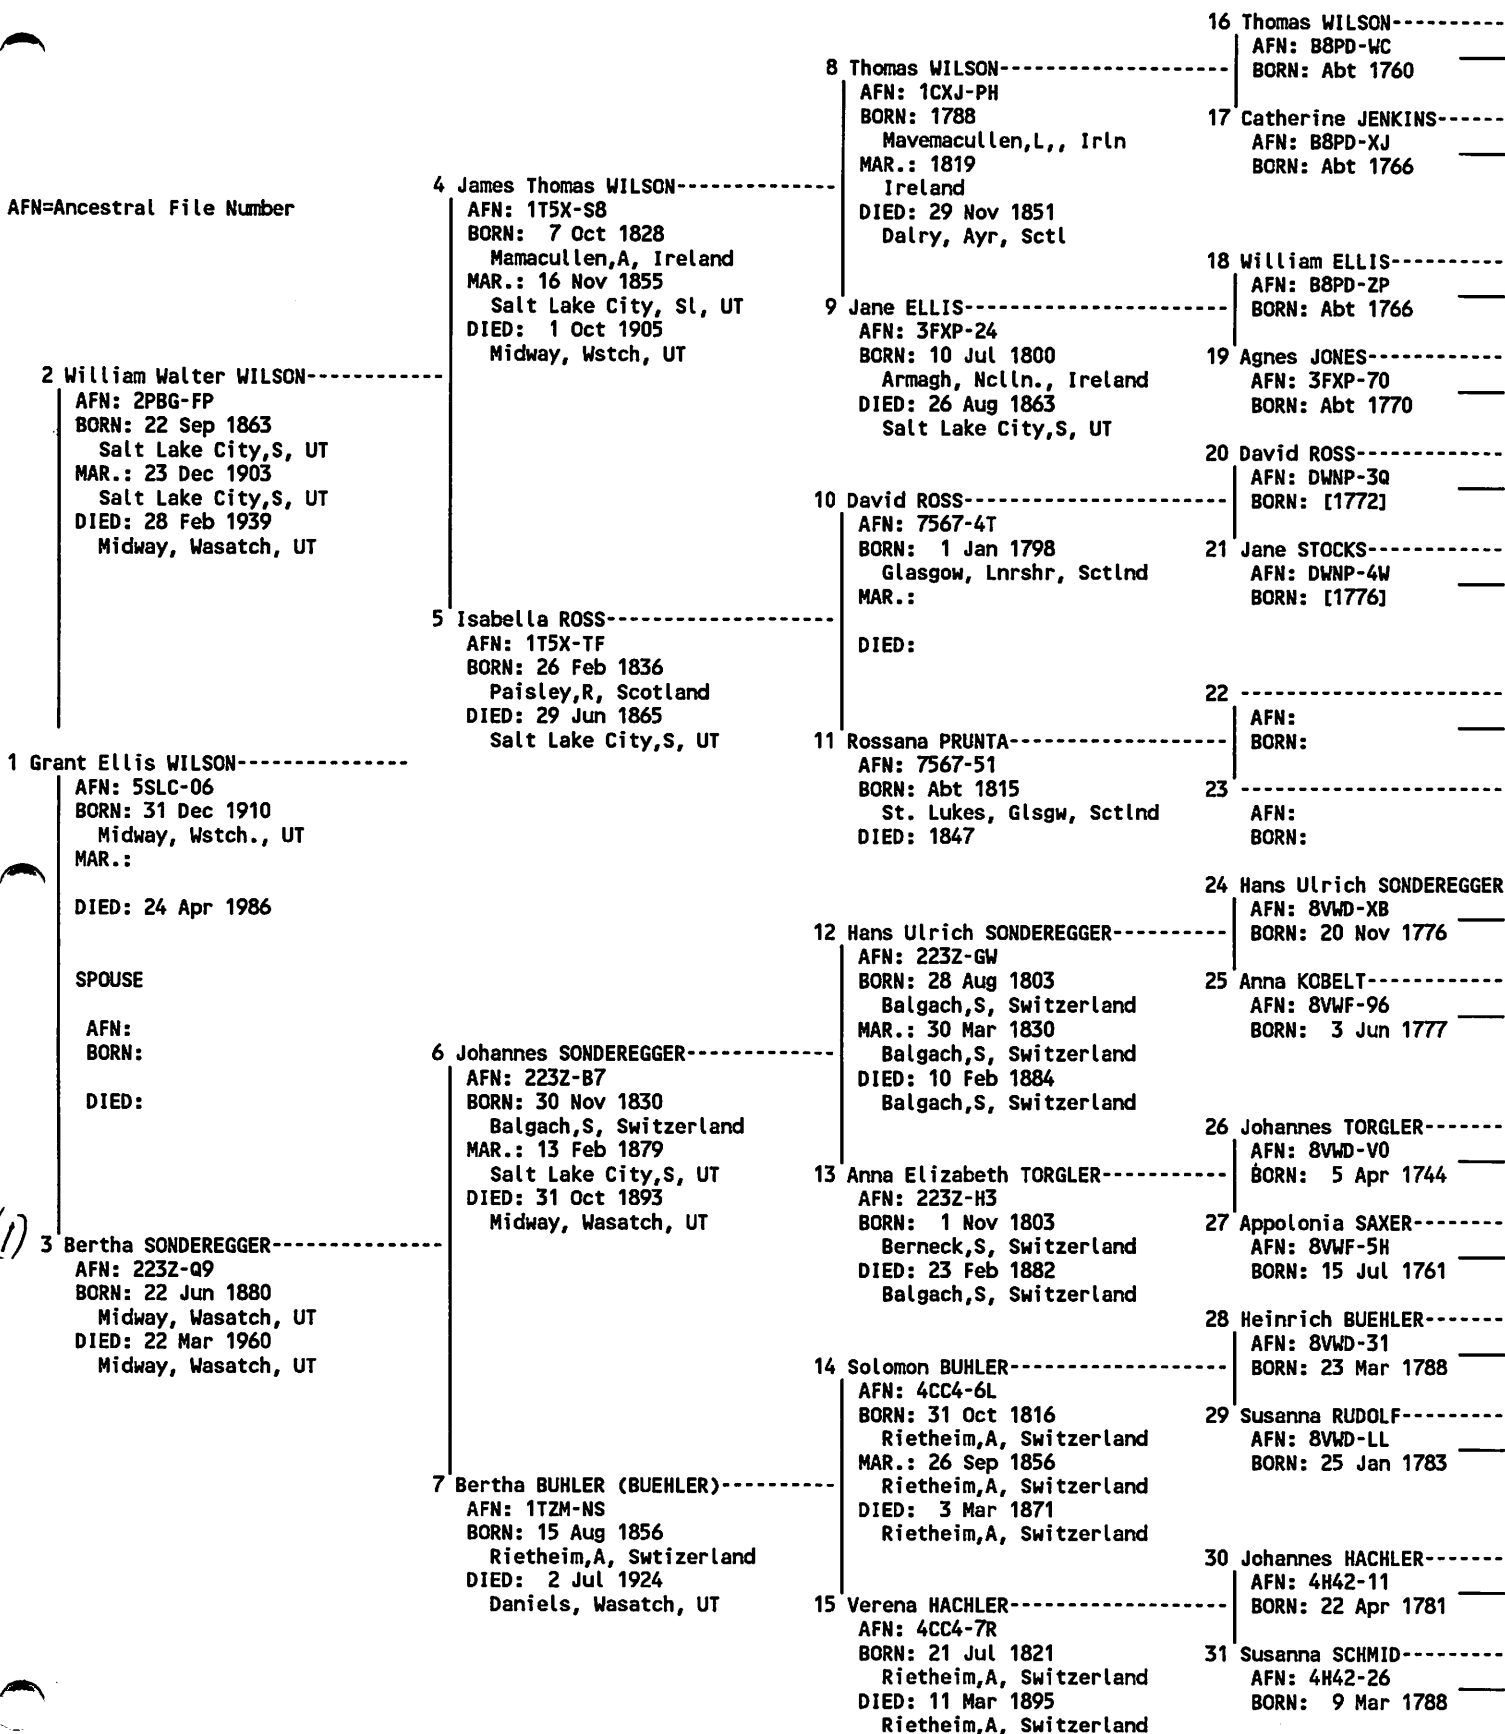 AFN=Ancestral File Number
1 Grant Ellis WILSON---------------
AFN: 5SLC-06
BORN: 31 Dec 1910
Midway, Wstch., UT
MAR.:
DIED: 24 Apr 1986
SPOUSE
AFN:
BORN:
DIED:
2 William Walter WILSON------------
AFN: 2PBG-FP
BORN: 22 Sep 1863
Salt Lake City,S, UT
MAR.: 23 Dec 1903
Salt Lake City,S, UT
DIED: 28 Feb 1939
Midway, Wasatch, UT
(1) 3 Bertha SONDEREGGER---------------
AFN: 223Z-Q9
BORN: 22 Jun 1880
Midway, Wasatch, UT
DIED: 22 Mar 1960
Midway, Wasatch, UT
4 James Thomas WILSON--------------
AFN: 1T5X-S8
BORN: 7 Oct 1828
Mamacullen,A, Ireland
MAR.: 16 Nov 1855
Salt Lake City, Sl, UT
DIED: 1 Oct 1905
Midway, Wstch, UT
5 Isabella ROSS--------------------
AFN: 1T5X-TF
BORN: 26 Feb 1836
Paisley,R, Scotland
DIED: 29 Jun 1865
Salt Lake City,S, UT
6 Johannes SONDEREGGER-------------
AFN: 223Z-B7
BORN: 30 Nov 1830
Balgach,S, Switzerland
MAR.: 13 Feb 1879
Salt Lake City,S, UT
DIED: 31 Oct 1893
Midway, Wasatch, UT
7 Bertha BUHLER (BUEHLER)----------
AFN: 1TZM-NS
BORN: 15 Aug 1856
Rietheim,A, Swtizerland
DIED: 2 Jul 1924
Daniels, Wasatch, UT
8 Thomas WILSON--------------------
AFN: 1CXJ-PH
BORN: 1788
Mavemacullen,L,, Irln
MAR.: 1819
Ireland
DIED: 29 Nov 1851
Dalry, Ayr, Sctl
9 Jane ELLIS-----------------------
AFN: 3FXP-24
BORN: 10 Jul 1800
Armagh, Nclln., Ireland
DIED: 26 Aug 1863
Salt Lake City,S, UT
10 David ROSS-----------------------
AFN: 7567-4T
BORN: 1 Jan 1798
Glasgow, Lnrshr, Sctlnd
MAR.:
DIED:
11 Rossana PRUNTA-------------------
AFN: 7567-51
BORN: Abt 1815
St. Lukes, Glsgw, Sctlnd
DIED: 1847
12 Hans Ulrich SONDEREGGER----------
AFN: 223Z-GW
BORN: 28 Aug 1803
Balgach,S, Switzerland
MAR.: 30 Mar 1830
Balgach,S, Switzerland
DIED: 10 Feb 1884
Balgach,S, Switzerland
13 Anna Elizabeth TORGLER-----------
AFN: 223Z-H3
BORN: 1 Nov 1803
Berneck,S, Switzerland
DIED: 23 Feb 1882
Balgach,S, Switzerland
14 Solomon BUHLER-------------------
AFN: 4CC4-6L
BORN: 31 Oct 1816
Rietheim,A, Switzerland
MAR.: 26 Sep 1856
Rietheim,A, Switzerland
DIED: 3 Mar 1871
Rietheim,A, Switzerland
15 Verena HACHLER-------------------
AFN: 4CC4-7R
BORN: 21 Jul 1821
Rietheim,A, Switzerland
DIED: 11 Mar 1895
Rietheim,A, Switzerland
16 Thomas WILSON----------
AFN: B8PD-WC
BORN: Abt 1760
17 Catherine JENKINS------
AFN: B8PD-XJ
BORN: Abt 1766
18 William ELLIS----------
AFN: B8PD-ZP
BORN: Abt 1766
19 Agnes JONES------------
AFN: 3FXP-70
BORN: Abt 1770
20 David ROSS-------------
AFN: DWNP-3Q
BORN: [1772]
21 Jane STOCKS------------
AFN: DWNP-4W
BORN: [1776]
22 -----------------------
AFN:
BORN:
23 -----------------------
AFN:
BORN:
24 Hans Ulrich SONDEREGGER
AFN: 8VWD-XB
BORN: 20 Nov 1776
25 Anna KOBELT------------
AFN: 8VWF-96
BORN: 3 Jun 1777
26 Johannes TORGLER-------
AFN: 8VWD-V0
BORN: 5 Apr 1744
27 Appolonia SAXER--------
AFN: 8VWF-5H
BORN: 15 Jul 1761
28 Heinrich BUEHLER-------
AFN: 8VWD-31
BORN: 23 Mar 1788
29 Susanna RUDOLF---------
AFN: 8VWD-LL
BORN: 25 Jan 1783
30 Johannes HACHLER-------
AFN: 4H42-11
BORN: 22 Apr 1781
31 Susanna SCHMID---------
AFN: 4H42-26
BORN: 9 Mar 1788